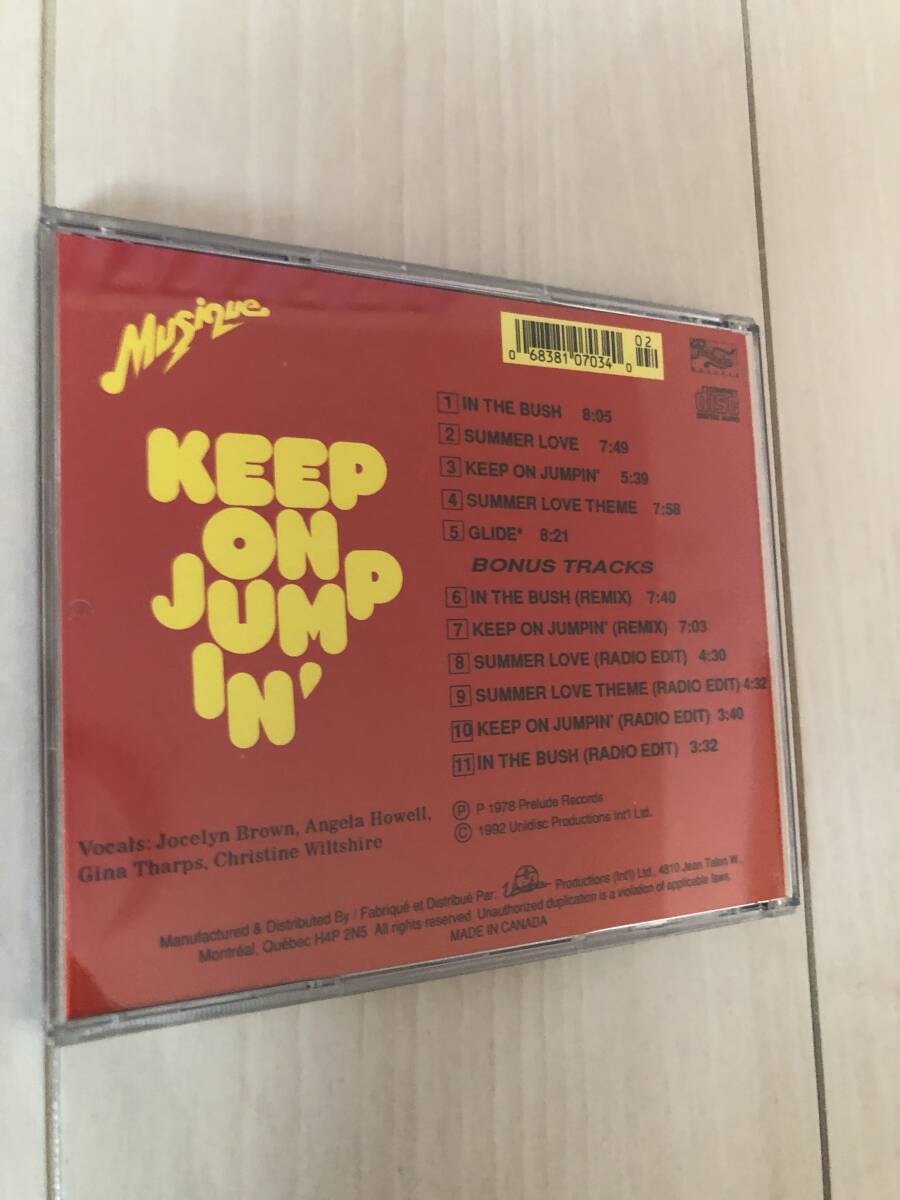 Musique
KEEP
ON
JUMP
IN'
Vocals: Jocelyn Brown, Angela Howell,
Gina Tharps, Christine Wiltshire
0 68381 07034 0
02
disc
DIGITAL AUDIO
1 IN THE BUSH 8:05
2 SUMMER LOVE 7:49
3 KEEP ON JUMPIN' 5:39
4 SUMMER LOVE THEME 7:58
5 GLIDE* 8:21
BONUS TRACKS
6 IN THE BUSH (REMIX) 7:40
7 KEEP ON JUMPIN' (REMIX) 7:03
8 SUMMER LOVE (RADIO EDIT) 4:30
9 SUMMER LOVE THEME (RADIO EDIT) 4:32
10 KEEP ON JUMPIN' (RADIO EDIT) 3:40
11 IN THE BUSH (RADIO EDIT) 3:32
Ⓟ P 1978 Prelude Records
© 1992 Unidisc Productions Int'l Ltd.
Manufactured & Distributed By / Fabriqué et Distribué Par: Unidisc Productions (Int'l) Ltd., 4810 Jean Talon W.,
Montréal, Québec H4P 2N5 All rights reserved. Unauthorized duplication is a violation of applicable laws.
MADE IN CANADA